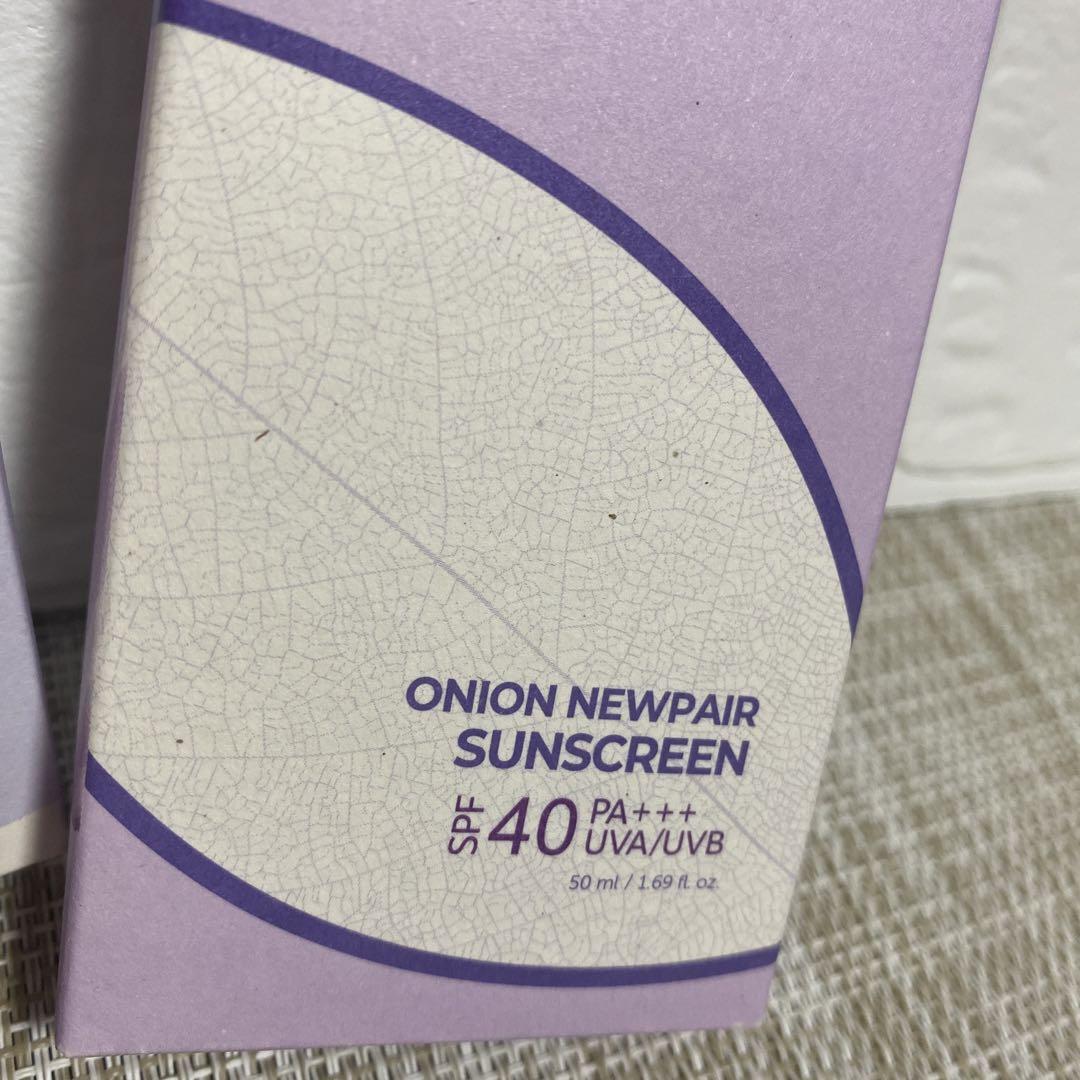 ONION NEWPAIR
SUNSCREEN
SPF 40 PA+++
UVA/UVB
50 ml / 1.69 fl. oz.